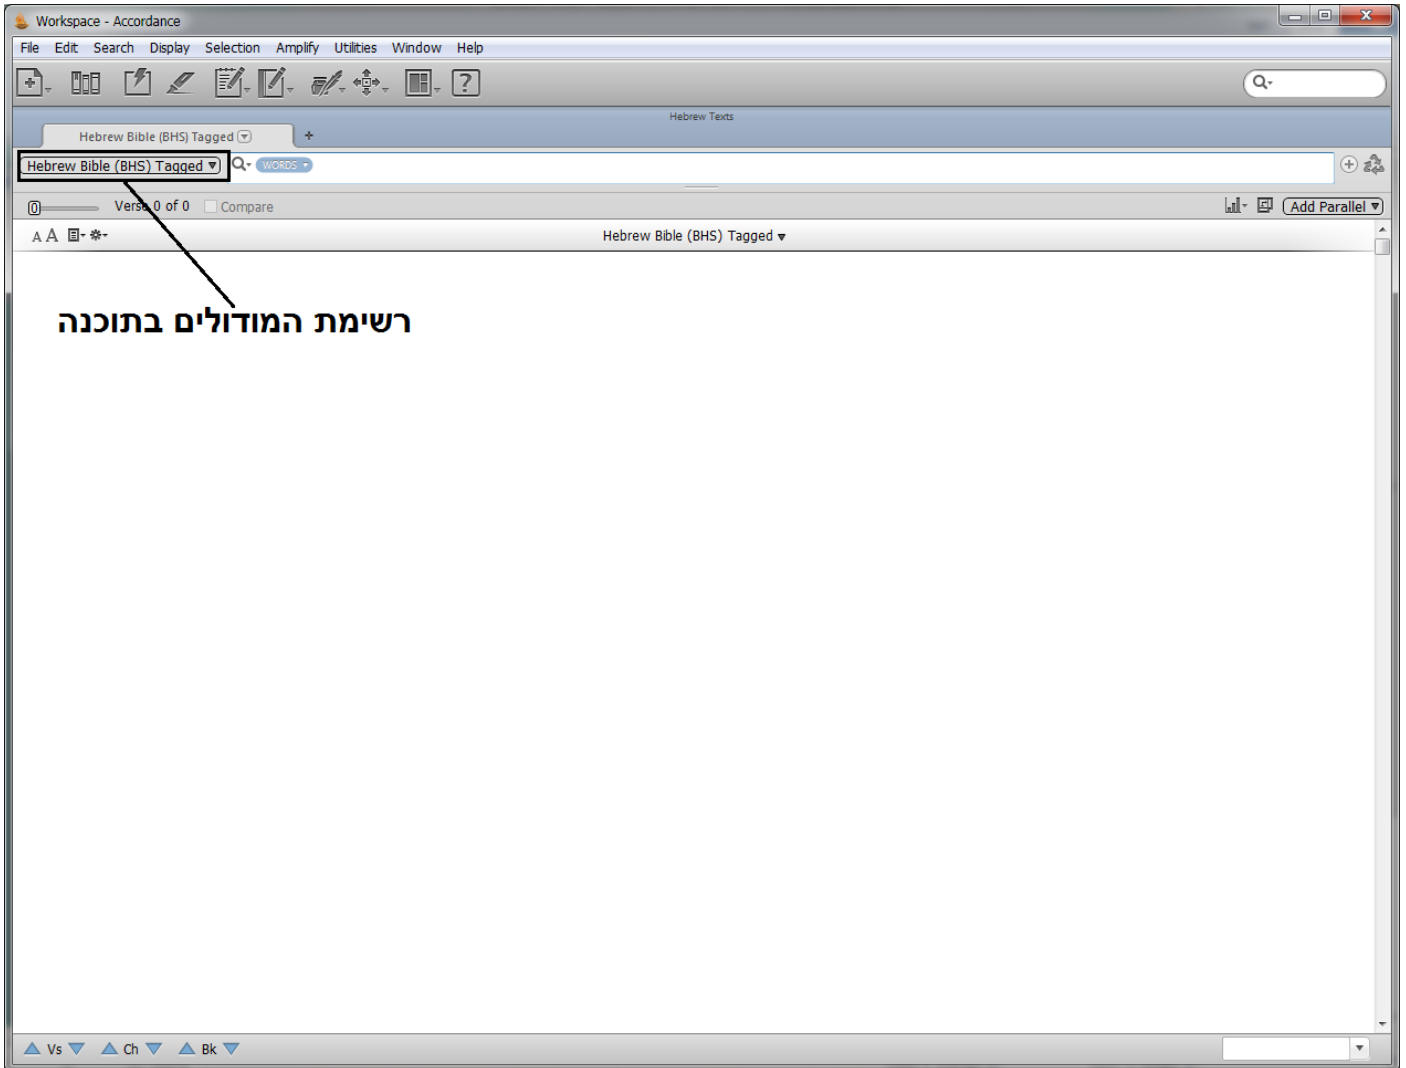 Workspace - Accordance
File Edit Search Display Selection Amplify Utilities Window Help
Hebrew Texts
Hebrew Bible (BHS) Tagged
Hebrew Bible (BHS) Tagged WORDS
0 Verse 0 of 0 Compare Add Parallel
A A Hebrew Bible (BHS) Tagged
רשימת המודולים בתוכנה
Vs Ch Bk